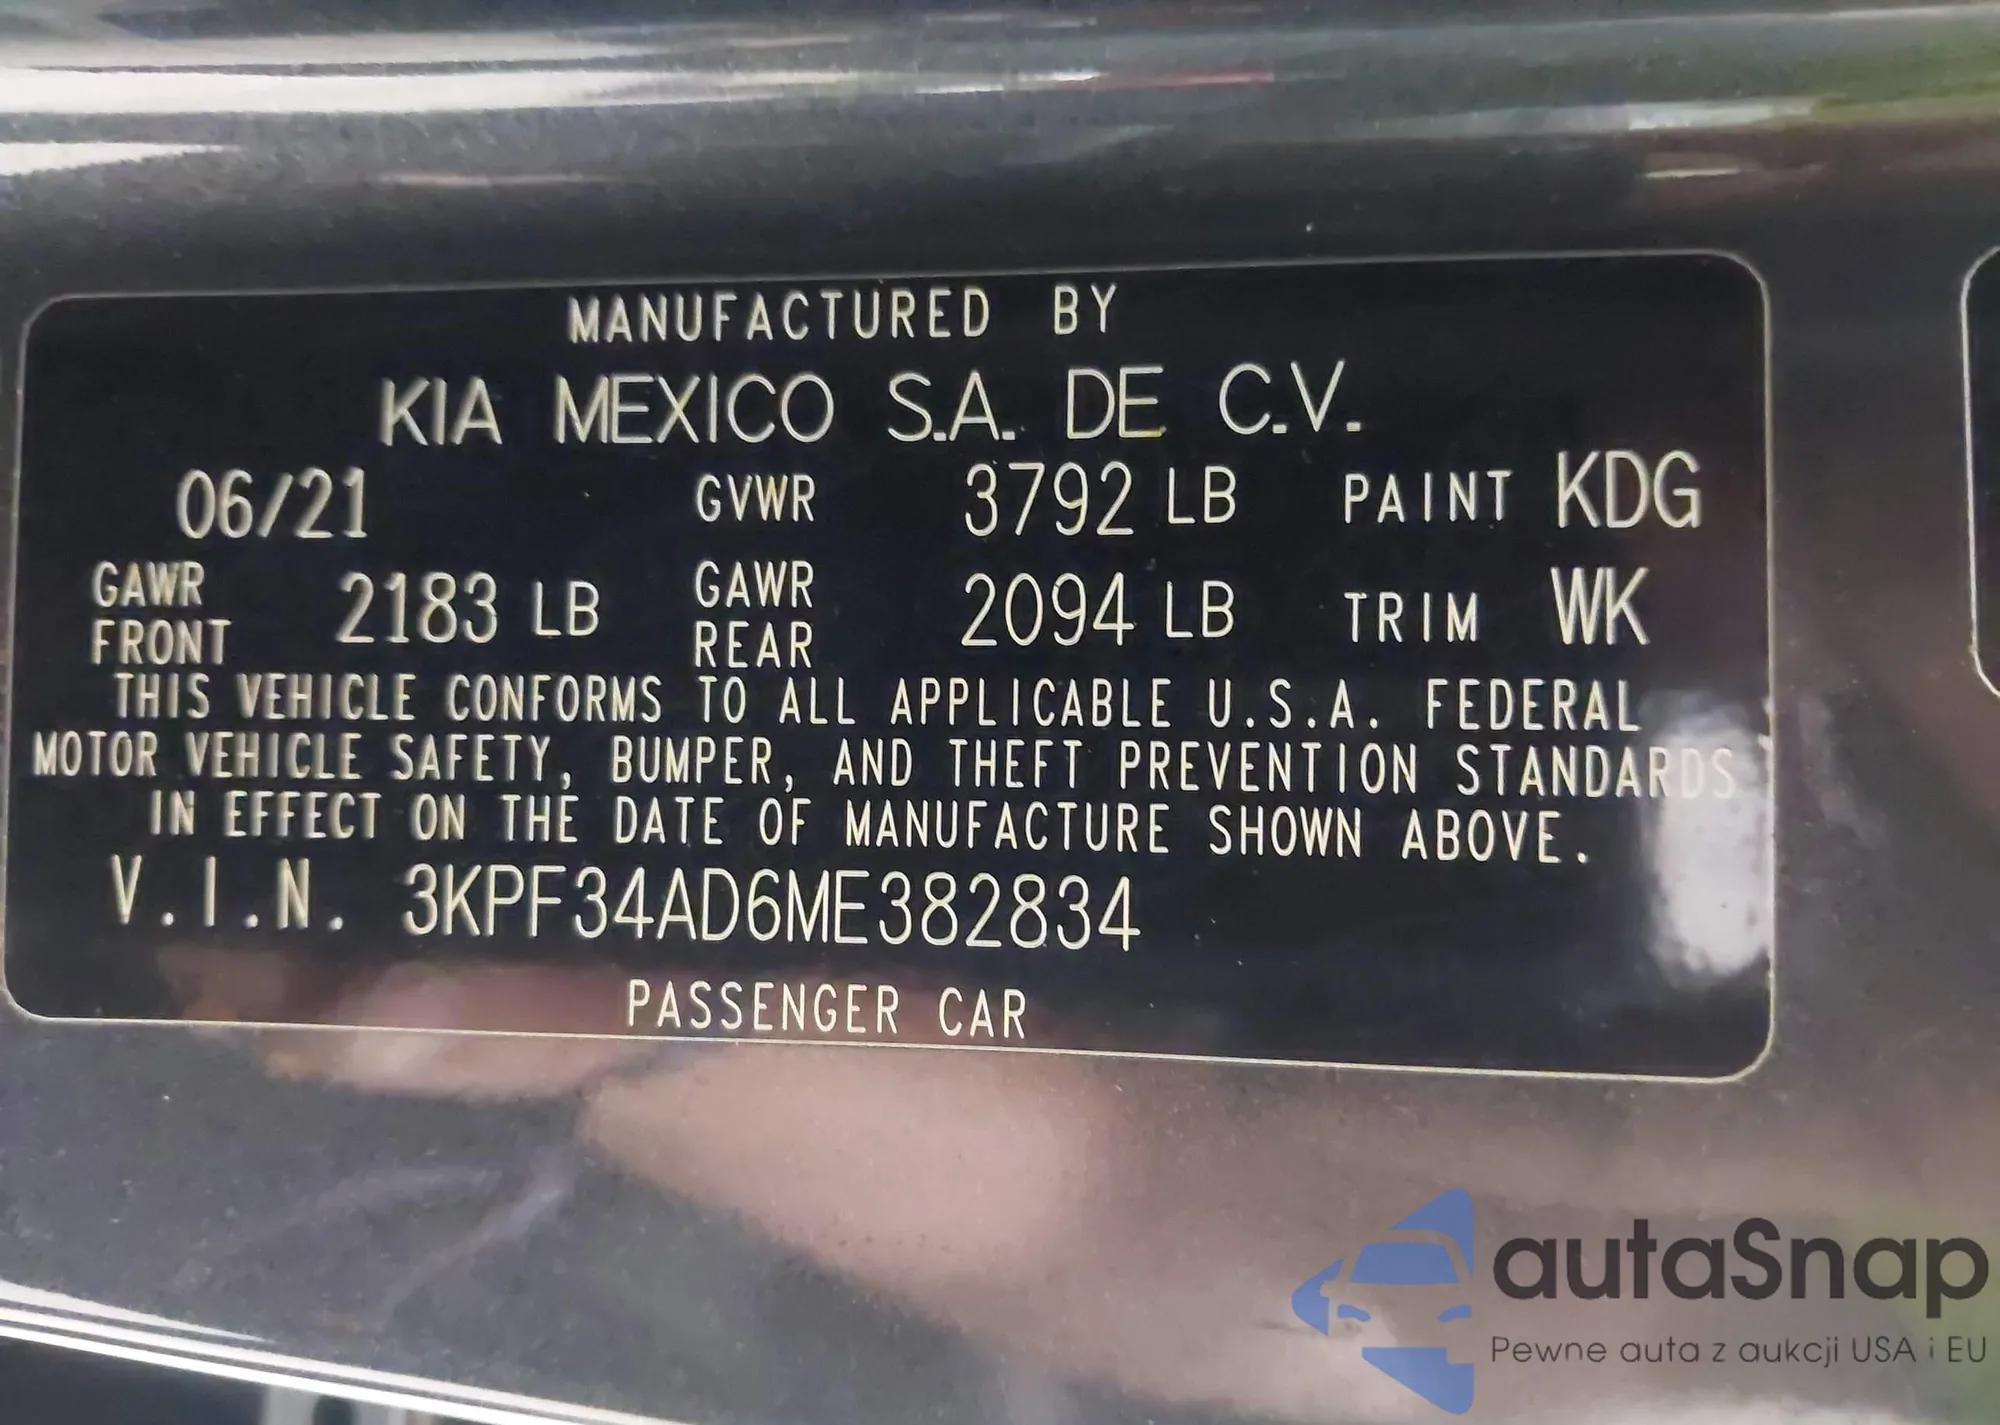 MANUFACTURED BY
KIA MEXICO S.A. DE C.V.
06/21 GVWR 3792 LB PAINT KDG
GAWR FRONT 2183 LB GAWR REAR 2094 LB TRIM WK
THIS VEHICLE CONFORMS TO ALL APPLICABLE U.S.A. FEDERAL
MOTOR VEHICLE SAFETY, BUMPER, AND THEFT PREVENTION STANDARDS
IN EFFECT ON THE DATE OF MANUFACTURE SHOWN ABOVE.
V.I.N. 3KPF34AD6ME382834
PASSENGER CAR
autaSnap
Pewne auta z aukcji USA i EU